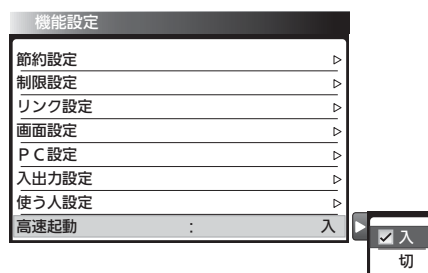 機能設定
節約設定
制限設定
リンク設定
画面設定
ＰＣ設定
入出力設定
使う人設定
高速起動 : 入
入
切